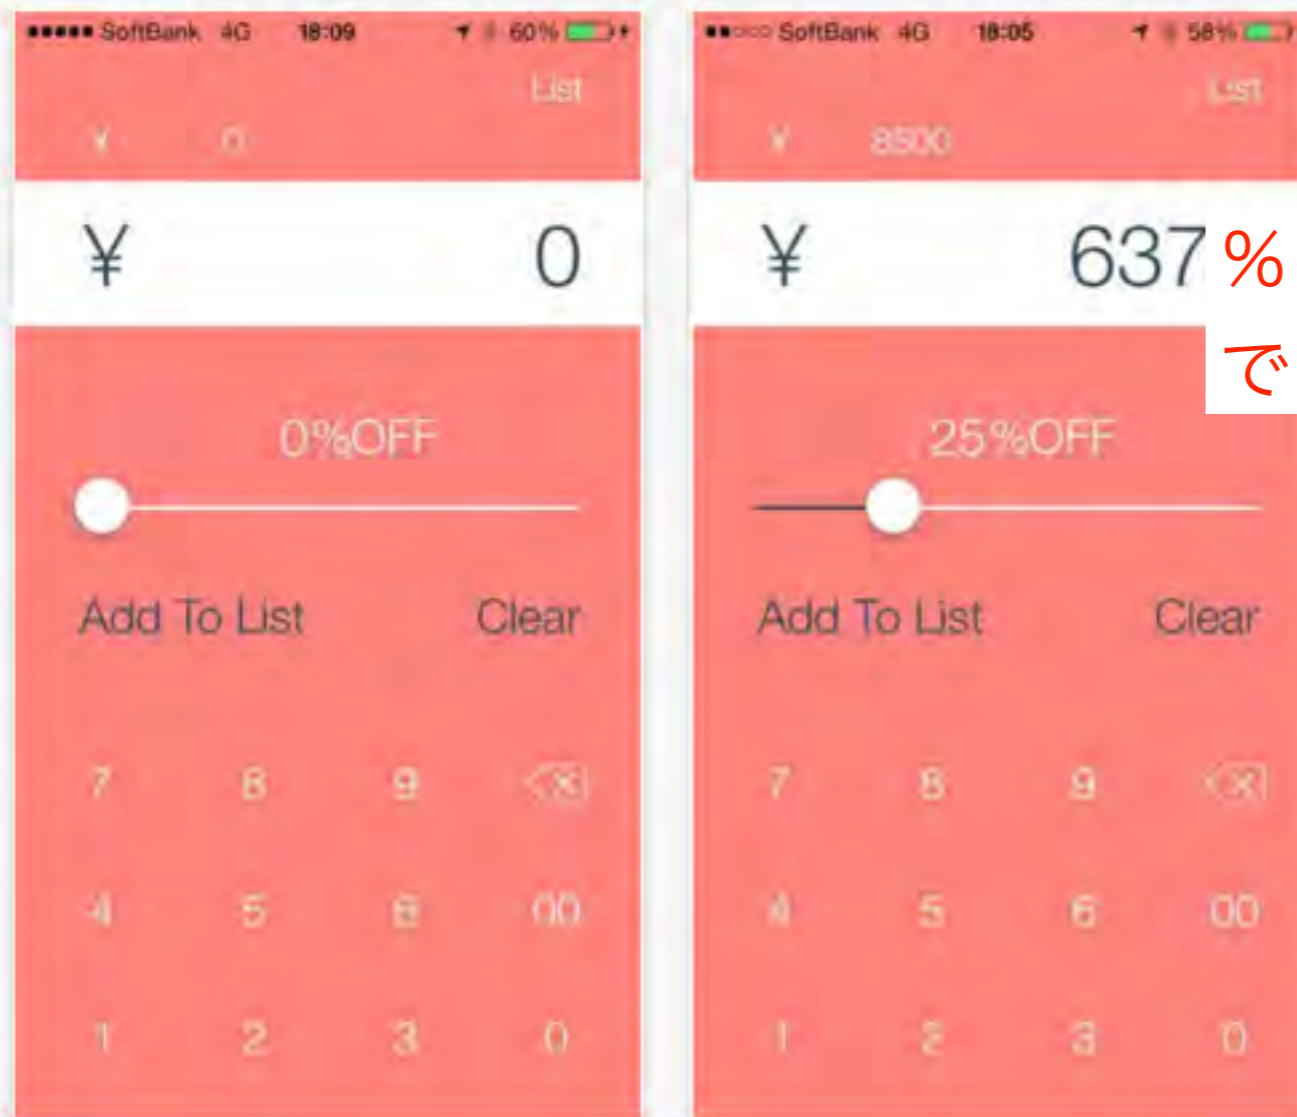 SoftBank 4G 18:09 60%
List
¥ 0
¥ 0
0%OFF
Add To List Clear
7 8 9
4 5 6 00
1 2 3 0
SoftBank 4G 18:05 58%
List
¥ 8500
¥ 637
25%OFF
Add To List Clear
7 8 9
4 5 6 00
1 2 3 0
%
で